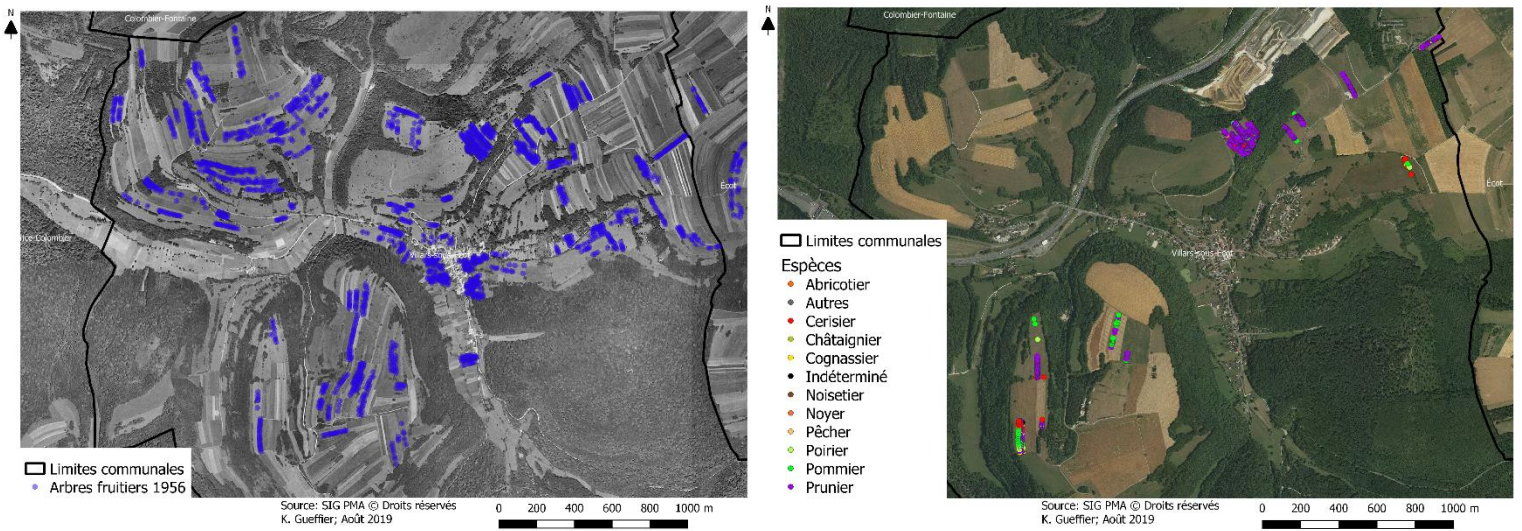 N
Colombier-Fontaine
Écot
Villars-sous-Écot
Limites communales
Arbres fruitiers 1956
Source: SIG PMA © Droits réservés
K. Gueffier; Août 2019
0 200 400 600 800 1000 m
N
Colombier-Fontaine
Écot
Villars-sous-Écot
Limites communales
Espèces
Abricotier
Autres
Cerisier
Châtaignier
Cognassier
Indéterminé
Noisetier
Noyer
Pêcher
Poirier
Pommier
Prunier
Source: SIG PMA © Droits réservés
K. Gueffier; Août 2019
0 200 400 600 800 1000 m